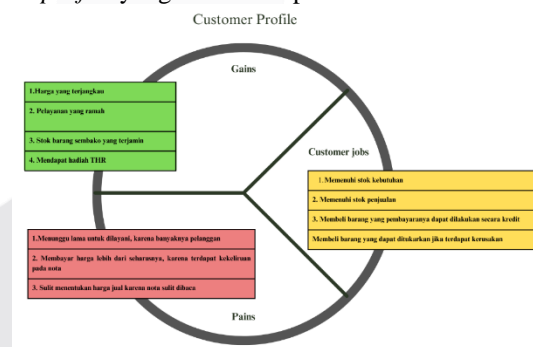 Customer Profile
Gains
1.Harga yang terjangkau
2. Pelayanan yang ramah
3. Stok barang sembako yang terjamin
4. Mendapat hadiah THR
Customer jobs
1. Memenuhi stok kebutuhan
2. Memenuhi stok penjualan
3. Membeli barang yang pembayaranya dapat dilakukan secara kredit
Membeli barang yang dapat ditukarkan jika terdapat kerusakan
1.Menunggu lama untuk dilayani, karena banyaknya pelanggan
2. Membayar harga lebih dari seharusnya, karena terdapat kekeliruan
pada nota
3. Sulit menentukan harga jual karena nota sulit dibaca
Pains